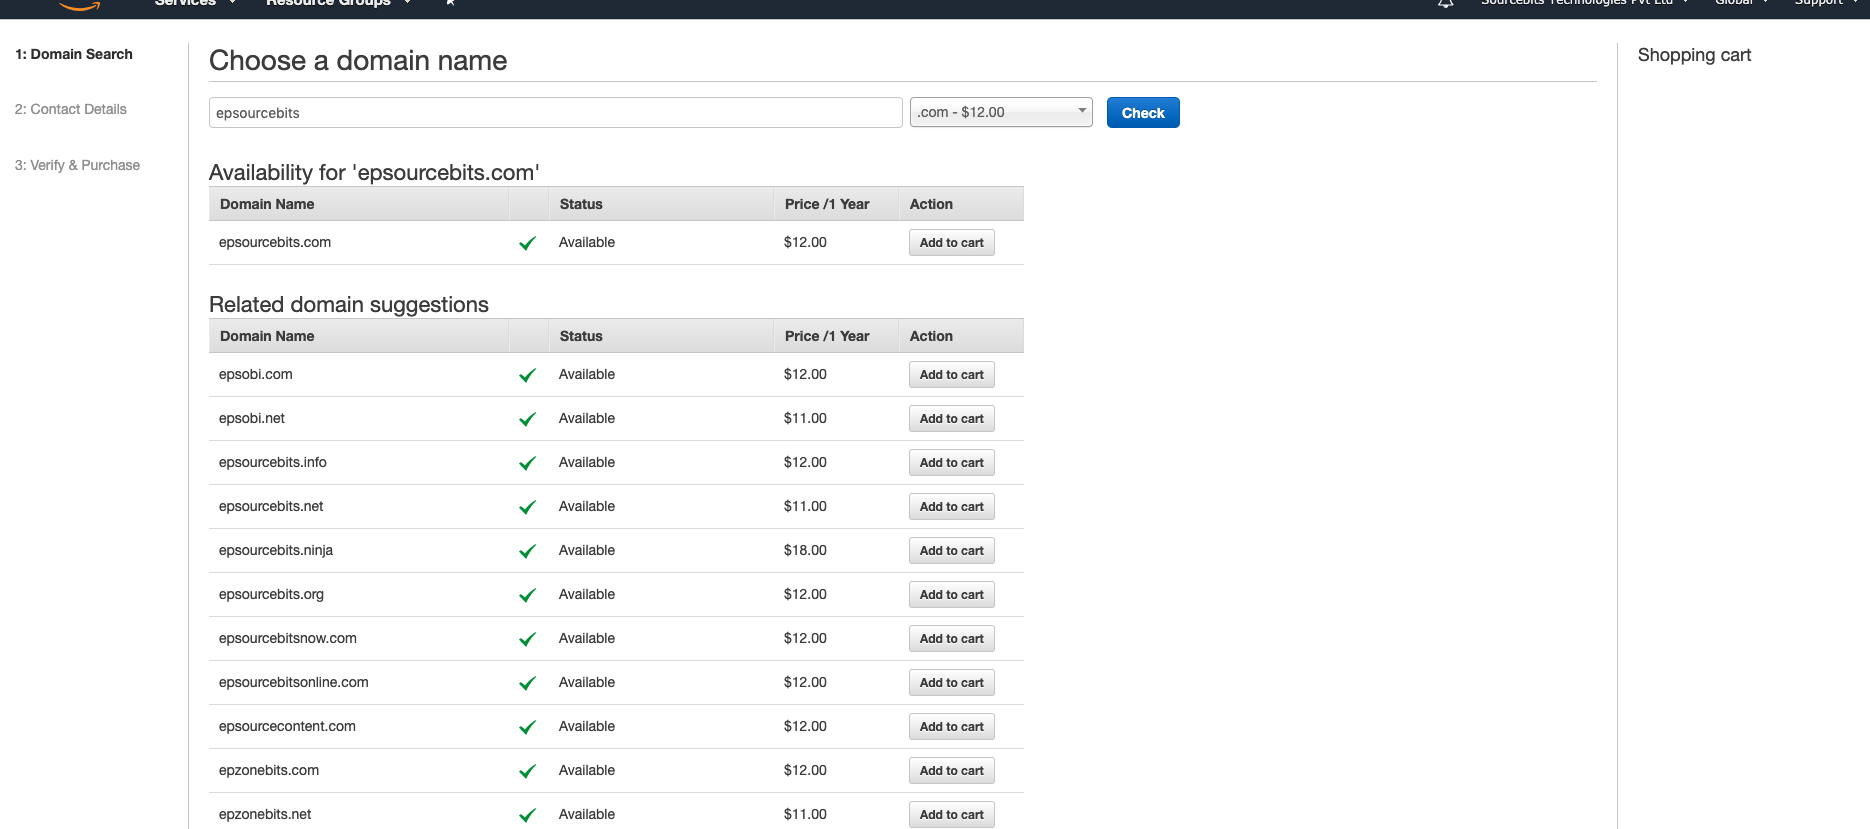 Services Resource Groups Sourcebits Technologies Pvt Ltd Global Support
1: Domain Search
2: Contact Details
3: Verify & Purchase
Choose a domain name
epsourcebits .com - $12.00 Check
Availability for 'epsourcebits.com'
Domain Name Status Price /1 Year Action
epsourcebits.com Available $12.00 Add to cart
Related domain suggestions
Domain Name Status Price /1 Year Action
epsobi.com Available $12.00 Add to cart
epsobi.net Available $11.00 Add to cart
epsourcebits.info Available $12.00 Add to cart
epsourcebits.net Available $11.00 Add to cart
epsourcebits.ninja Available $18.00 Add to cart
epsourcebits.org Available $12.00 Add to cart
epsourcebitsnow.com Available $12.00 Add to cart
epsourcebitsonline.com Available $12.00 Add to cart
epsourcecontent.com Available $12.00 Add to cart
epzonebits.com Available $12.00 Add to cart
epzonebits.net Available $11.00 Add to cart
Shopping cart